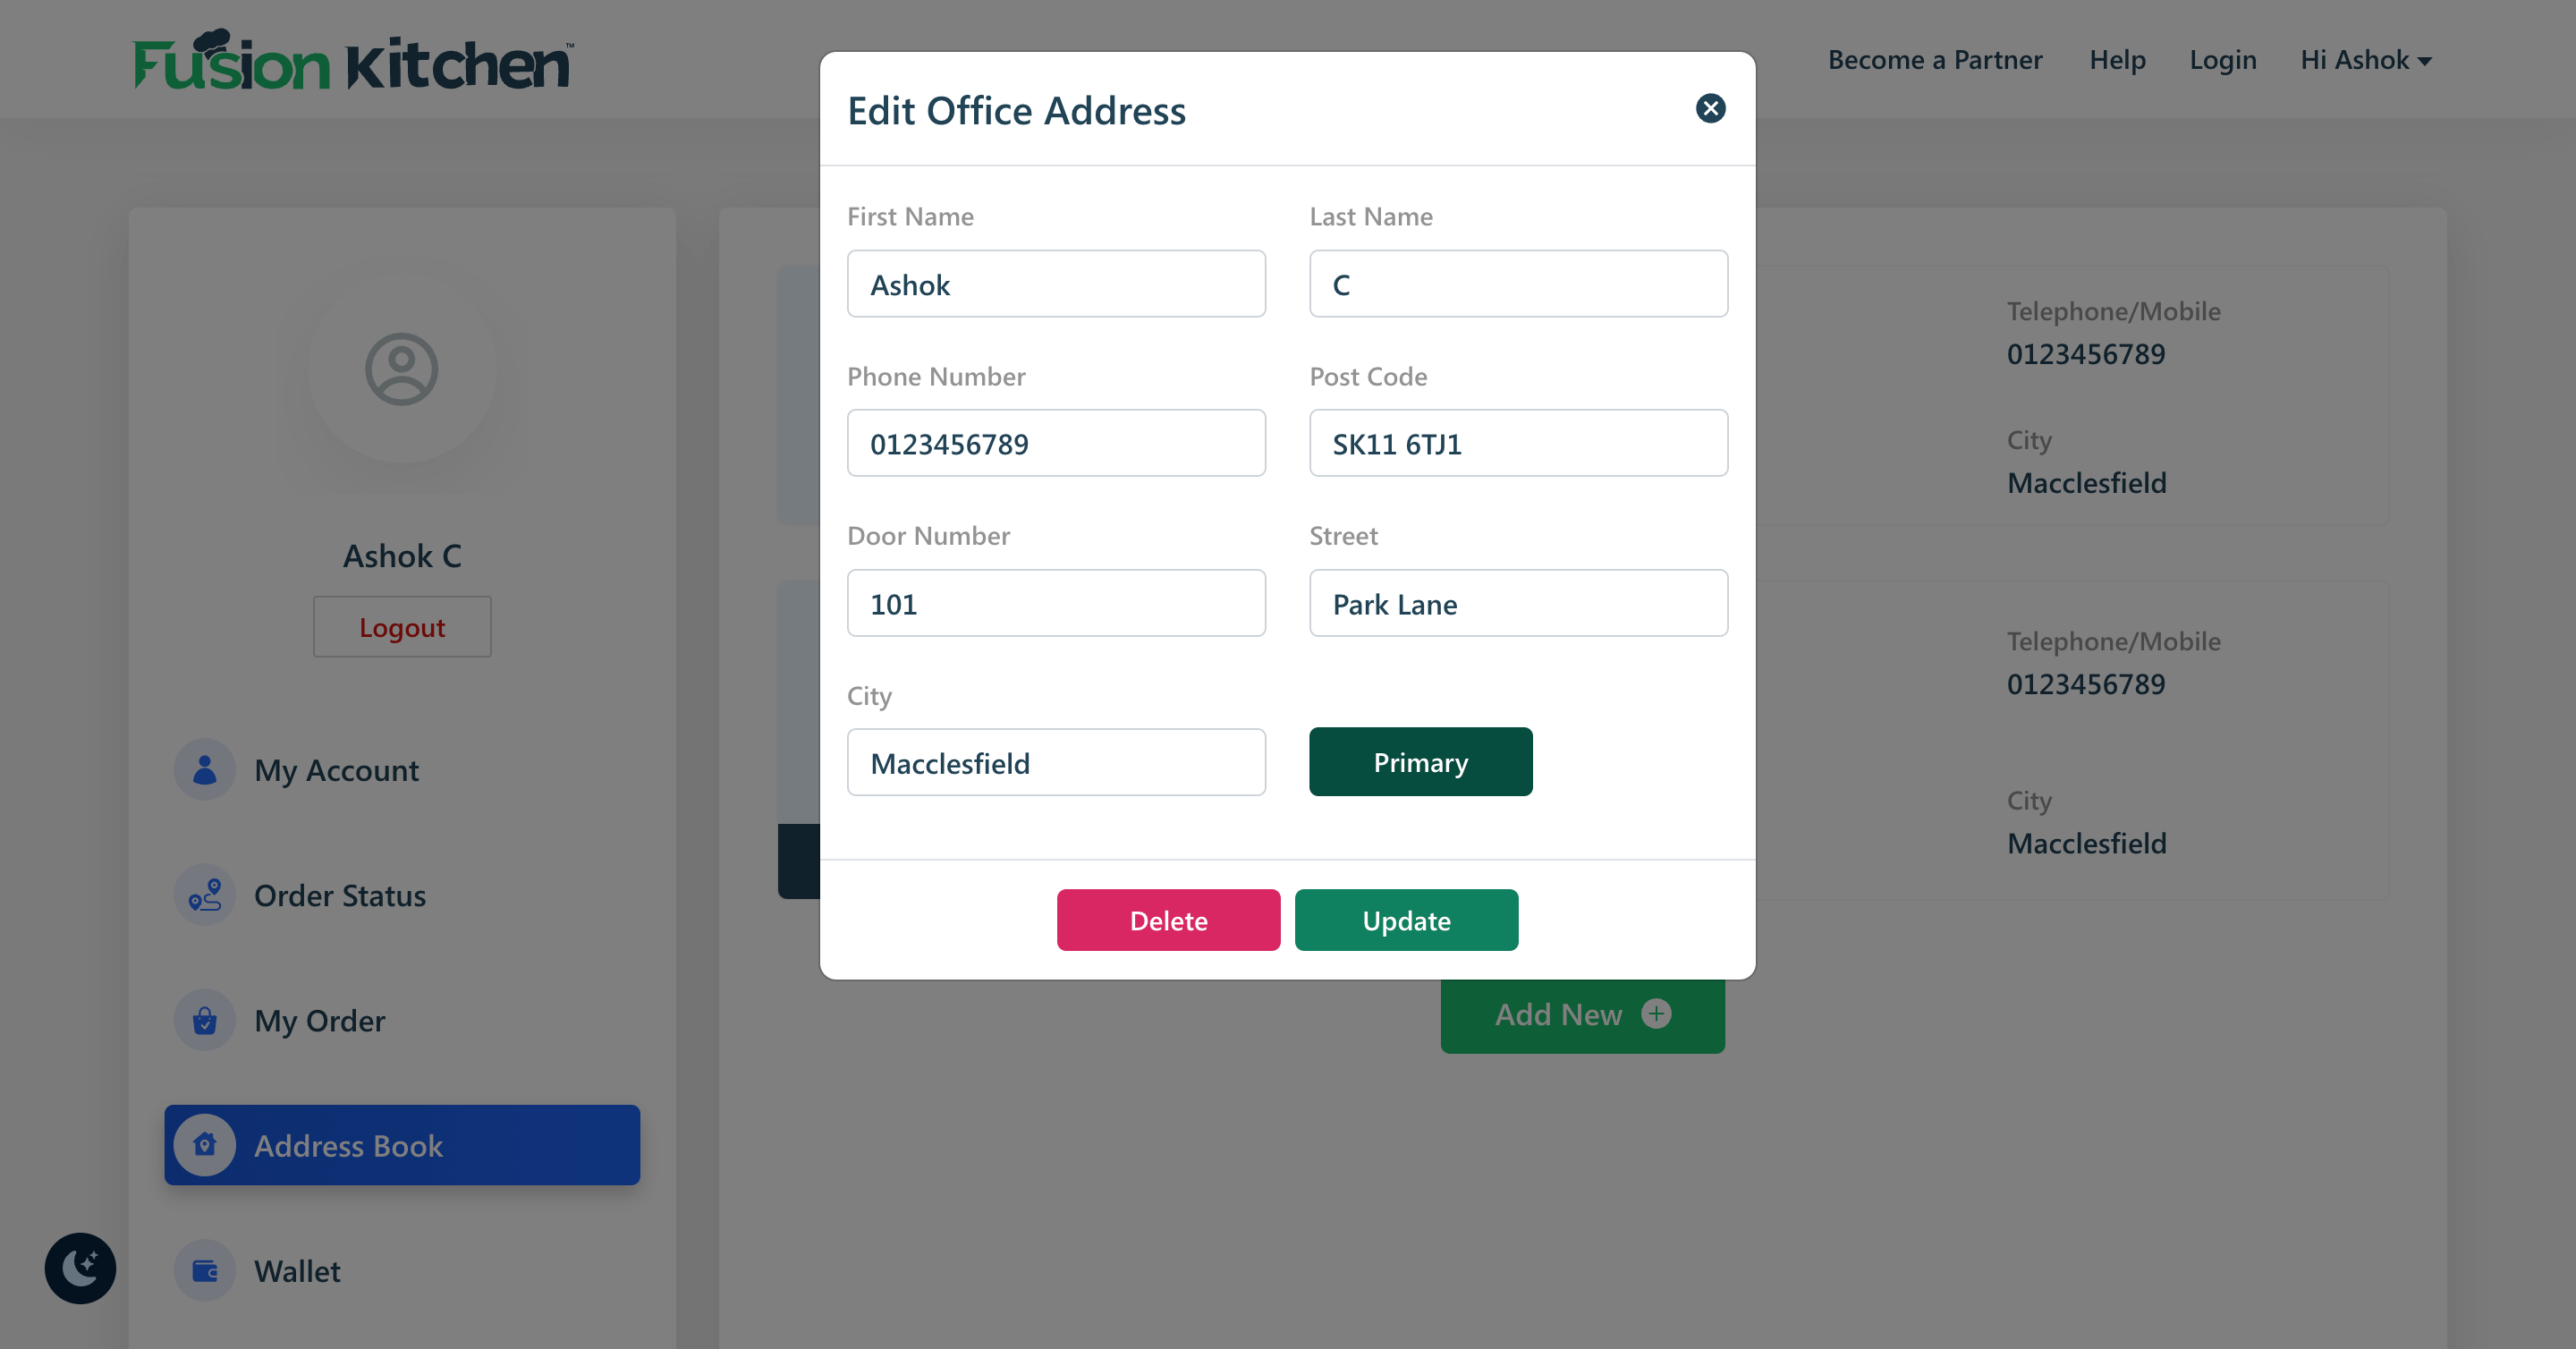 Fusion Kitchen™
Become a Partner
Help
Login
Hi Ashok
Edit Office Address
First Name
Last Name
Ashok
C
Phone Number
Post Code
0123456789
SK11 6TJ1
Door Number
Street
101
Park Lane
City
Macclesfield
Primary
Delete
Update
Ashok C
Logout
My Account
Order Status
My Order
Address Book
Wallet
Telephone/Mobile
0123456789
City
Macclesfield
Telephone/Mobile
0123456789
City
Macclesfield
Add New